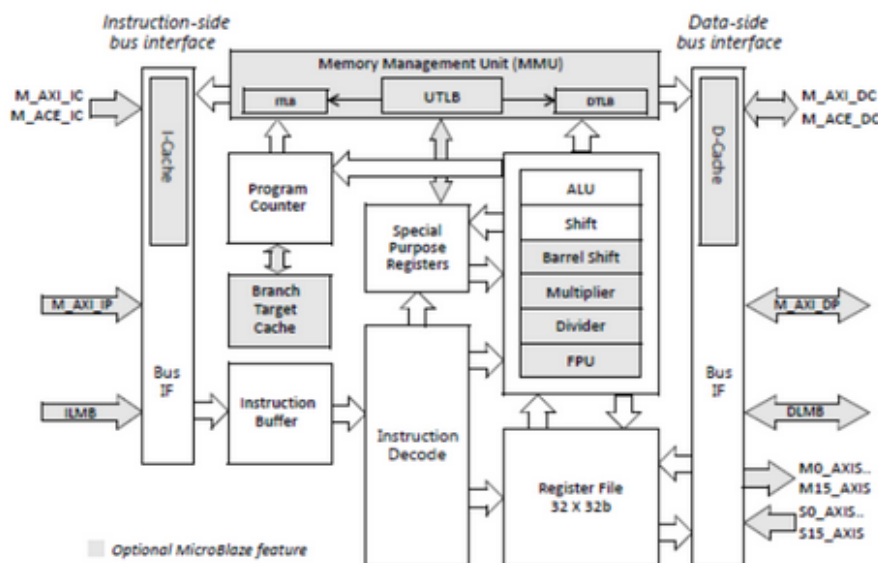 Instruction-side
bus interface
Data-side
bus interface
Memory Management Unit (MMU)
ITLB
UTLB
DTLB
M_AXI_IC
M_ACE_IC
I-Cache
D-Cache
M_AXI_DC
M_ACE_DC
Program
Counter
Special
Purpose
Registers
ALU
Shift
Barrel Shift
Multiplier
Divider
FPU
Branch
Target
Cache
M_AXI_IP
M_AXI_DP
Bus
IF
Bus
IF
ILMB
DLMB
Instruction
Buffer
Instruction
Decode
Register File
32 X 32b
M0_AXIS..
M15_AXIS
S0_AXIS..
S15_AXIS
Optional MicroBlaze feature